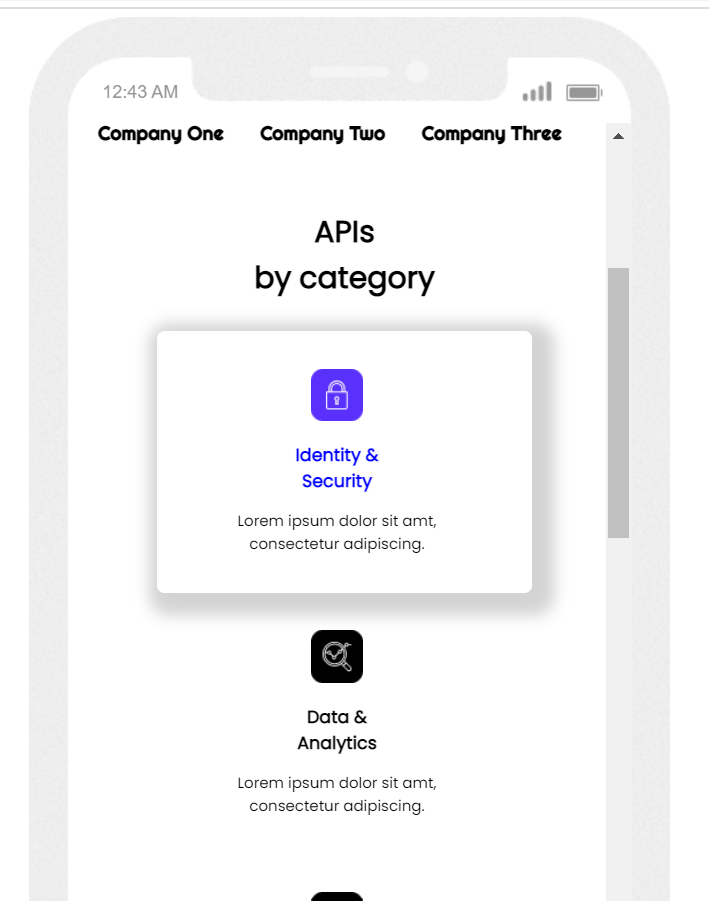 12:43 AM
Company One Company Two Company Three
APIs
by category
Identity &
Security
Lorem ipsum dolor sit amt,
consectetur adipiscing.
Data &
Analytics
Lorem ipsum dolor sit amt,
consectetur adipiscing.